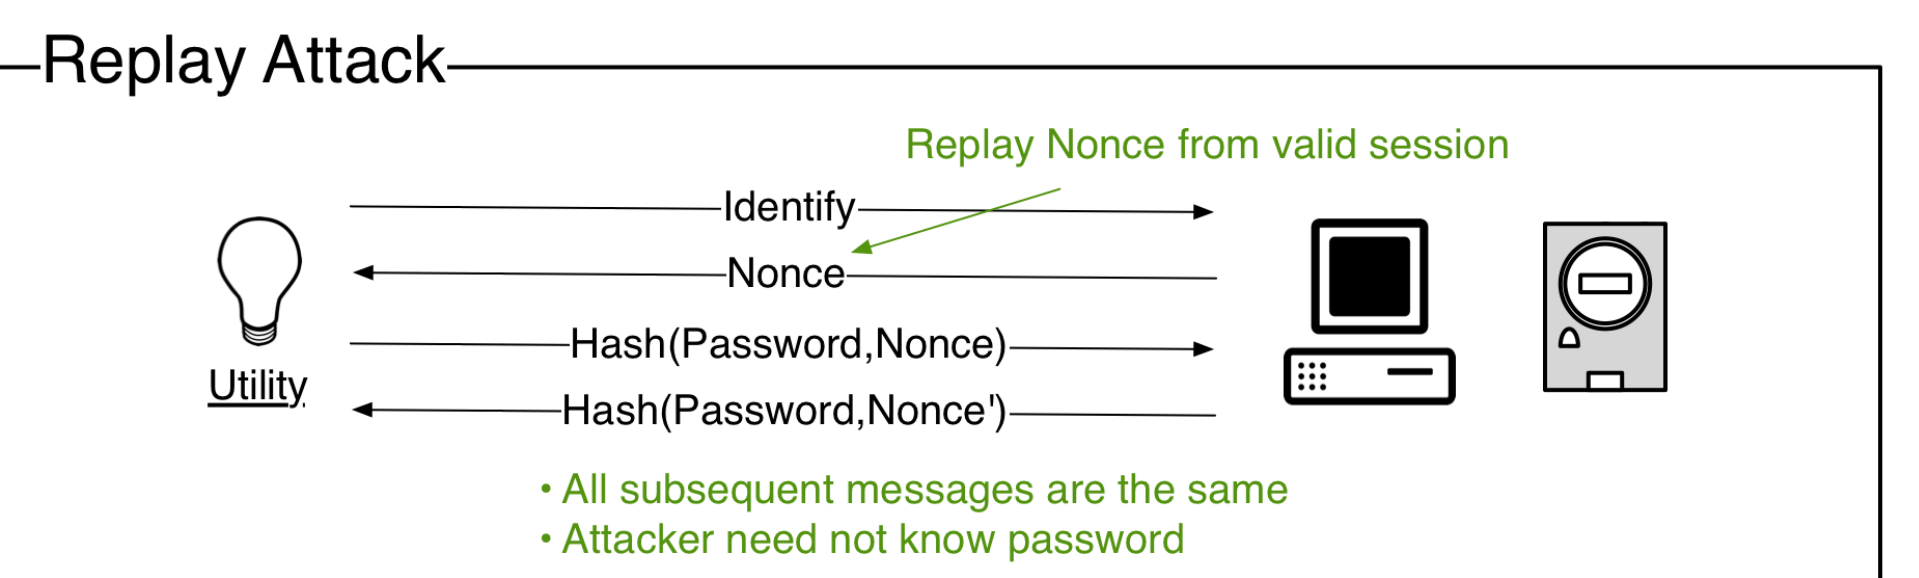 Replay Attack
Replay Nonce from valid session
Identify
Nonce
Hash(Password,Nonce)
Utility
Hash(Password,Nonce')
• All subsequent messages are the same
• Attacker need not know password